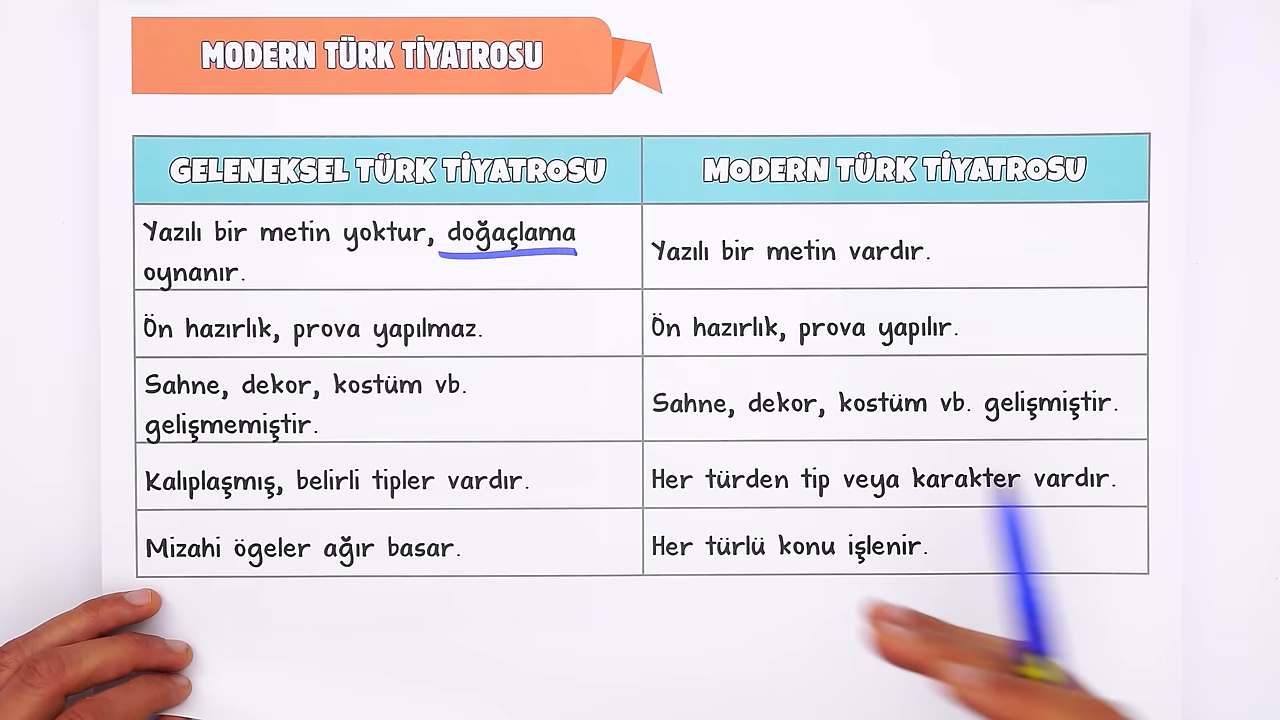 MODERN TÜRK TİYATROSU
GELENEKSEL TÜRK TİYATROSU
MODERN TÜRK TİYATROSU
Yazılı bir metin yoktur, doğaçlama
oynanır.
Yazılı bir metin vardır.
Ön hazırlık, prova yapılmaz.
Ön hazırlık, prova yapılır.
Sahne, dekor, kostüm vb.
gelişmemiştir.
Sahne, dekor, kostüm vb. gelişmiştir.
Kalıplaşmış, belirli tipler vardır.
Her türden tip veya karakter vardır.
Mizahi ögeler ağır basar.
Her türlü konu işlenir.